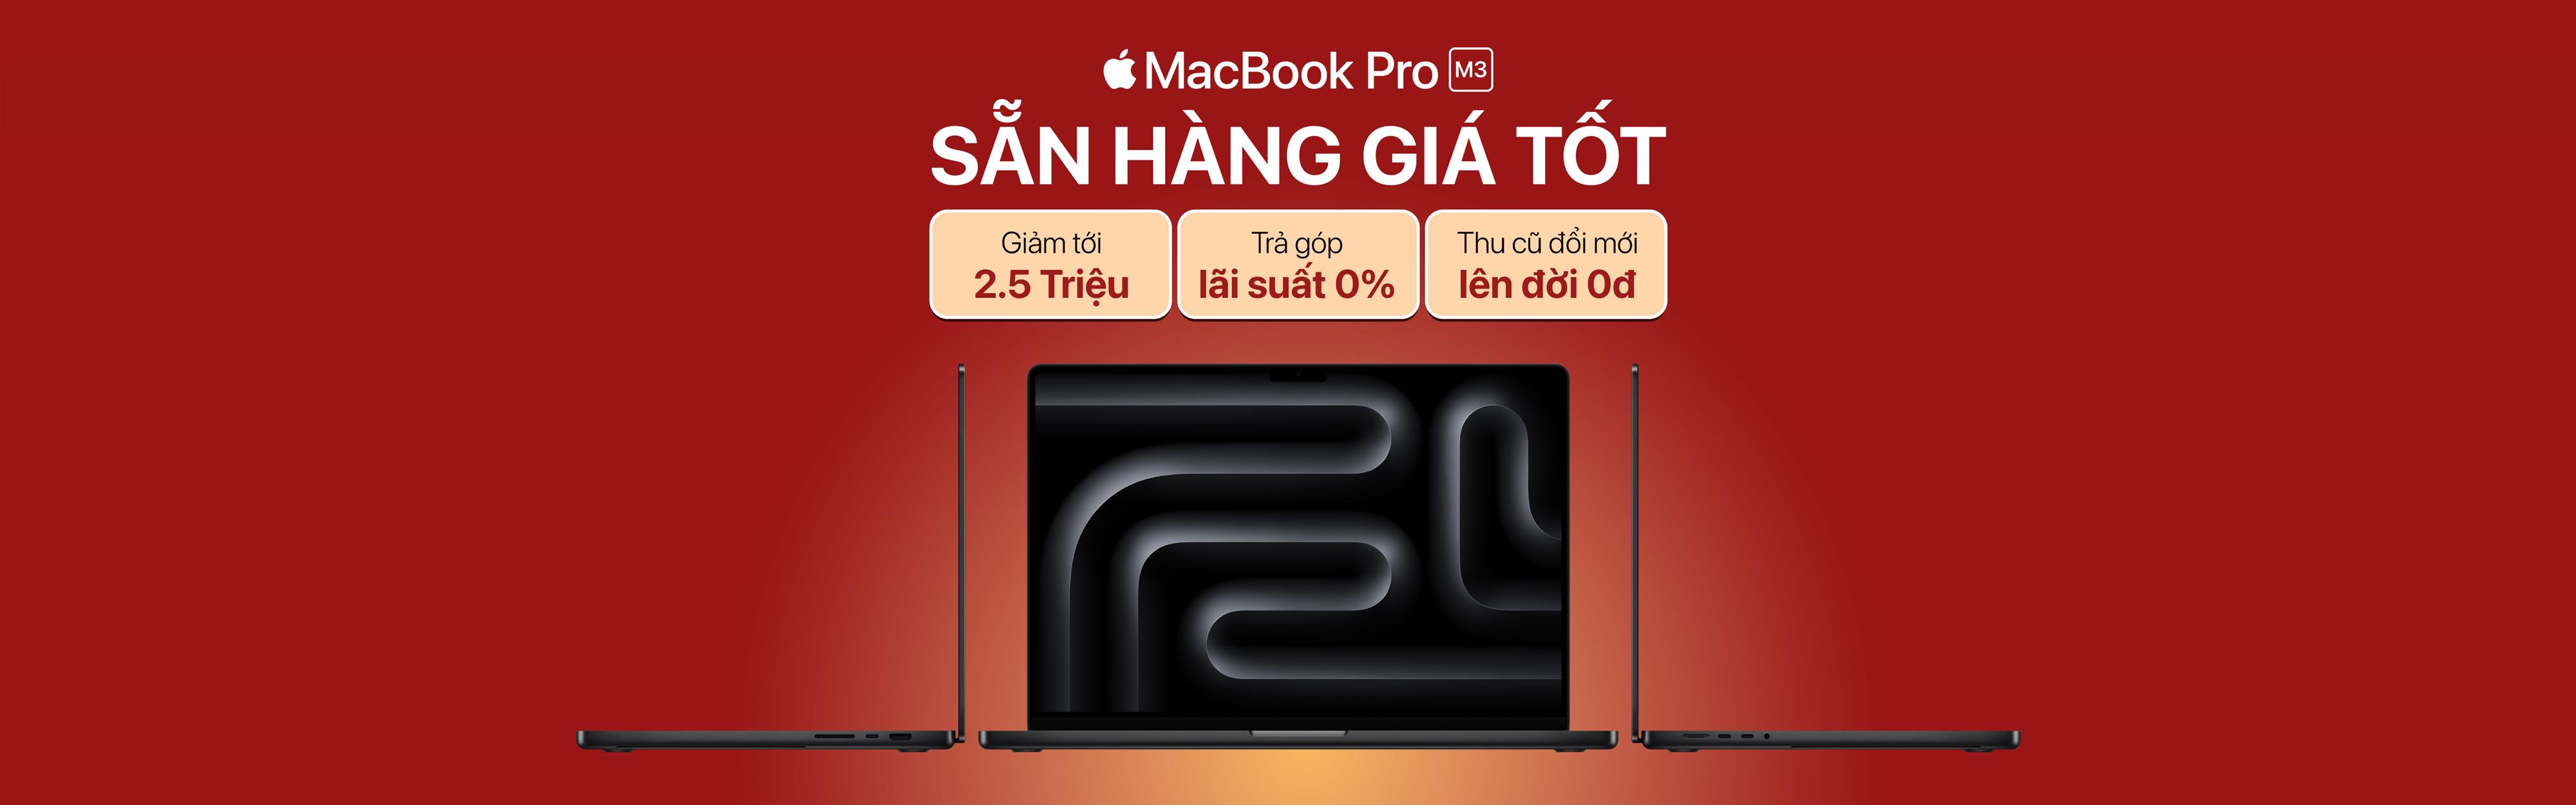 MacBook Pro M3
SẴN HÀNG GIÁ TỐT
Giảm tới
2.5 Triệu
Trả góp
lãi suất 0%
Thu cũ đổi mới
lên đời 0đ